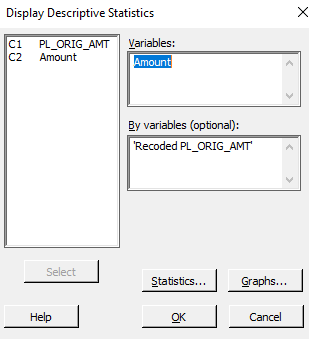 Display Descriptive Statistics
C1 PL_ORIG_AMT
C2 Amount
Variables:
Amount
By variables (optional):
'Recoded PL_ORIG_AMT'
Select
Statistics...
Graphs...
Help
OK
Cancel